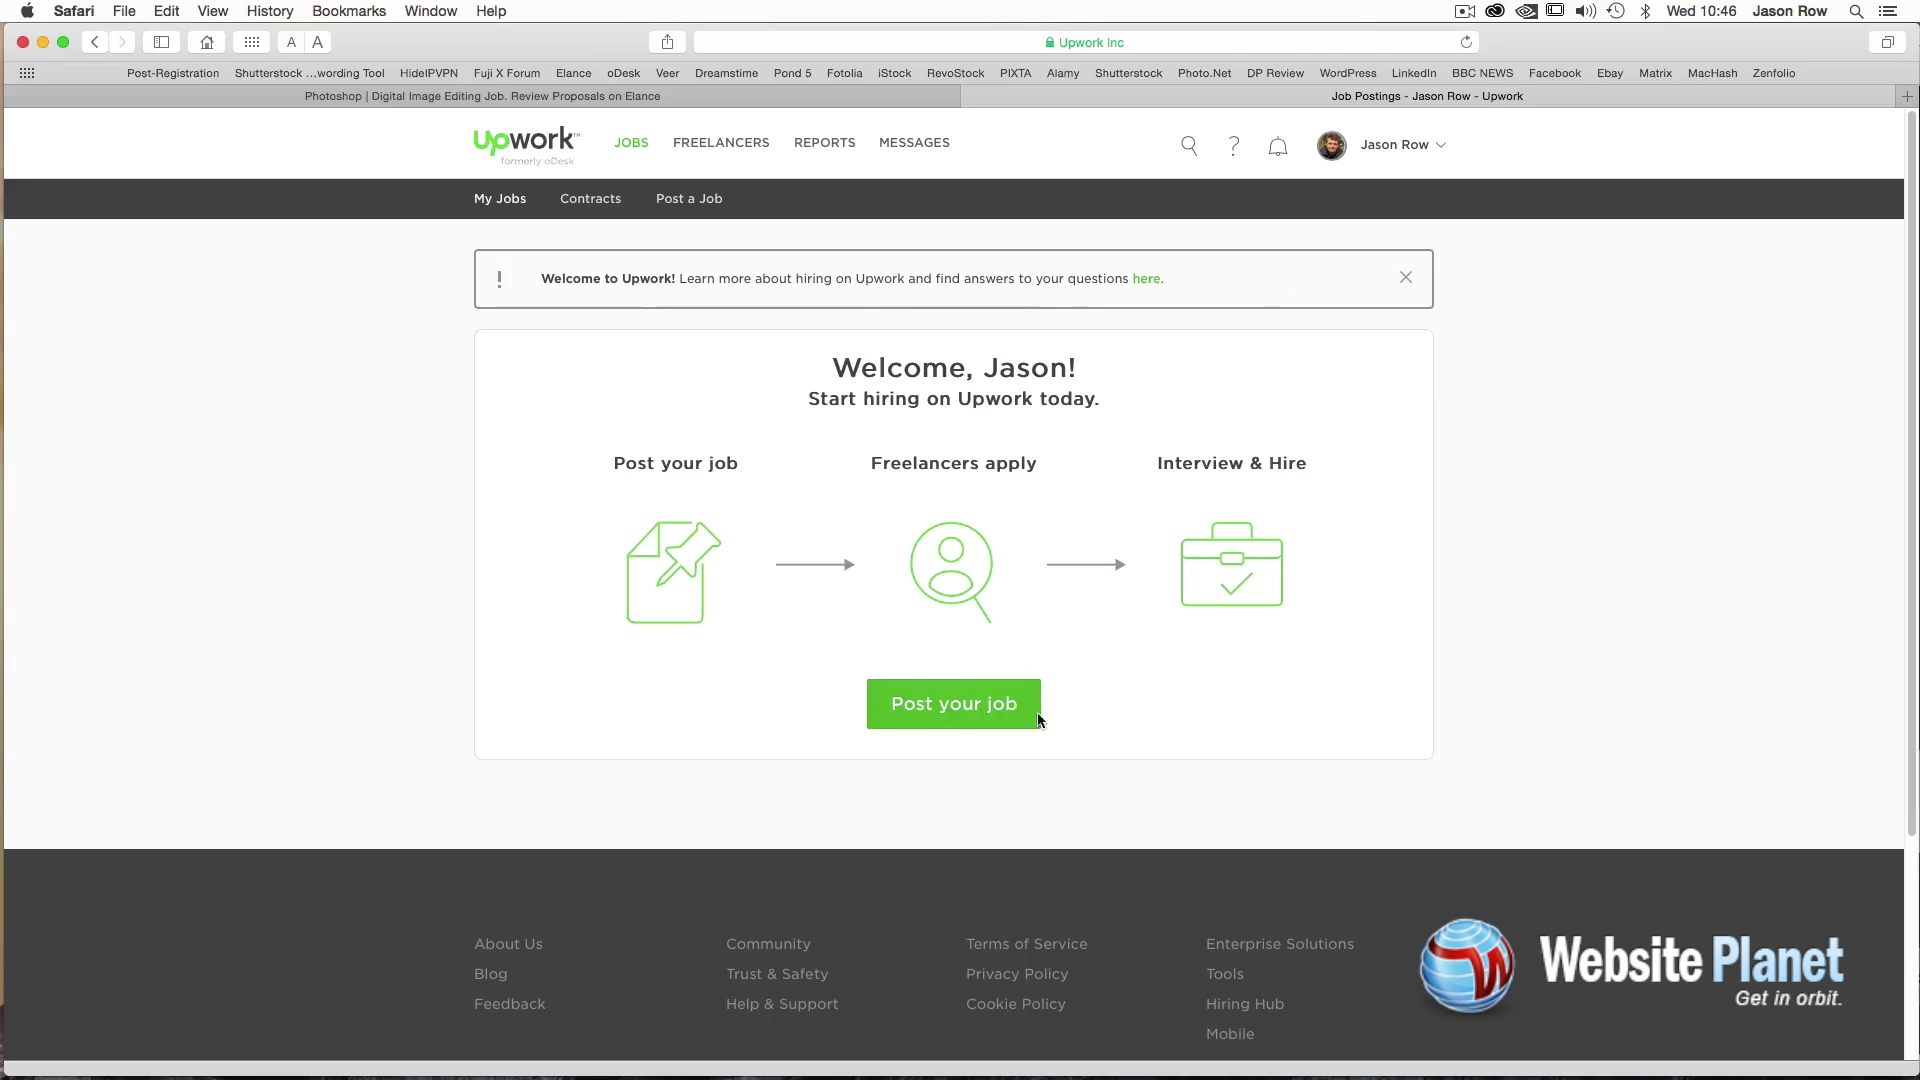 Safari File Edit View History Bookmarks Window Help Wed 10:46 Jason Row
A A Upwork Inc
Post-Registration Shutterstock ...wording Tool HideIPVPN Fuji X Forum Elance oDesk Veer Dreamstime Pond 5 Fotolia iStock RevoStock PIXTA Alamy Shutterstock Photo.Net DP Review WordPress LinkedIn BBC NEWS Facebook Ebay Matrix MacHash Zenfolio
Photoshop | Digital Image Editing Job. Review Proposals on Elance Job Postings - Jason Row - Upwork
Upwork™ JOBS FREELANCERS REPORTS MESSAGES ? Jason Row
formerly oDesk
My Jobs Contracts Post a Job
! Welcome to Upwork! Learn more about hiring on Upwork and find answers to your questions here.
Welcome, Jason!
Start hiring on Upwork today.
Post your job Freelancers apply Interview & Hire
Post your job
About Us Community Terms of Service Enterprise Solutions
Blog Trust & Safety Privacy Policy Tools
Feedback Help & Support Cookie Policy Hiring Hub
Mobile
W Website Planet
Get in orbit.